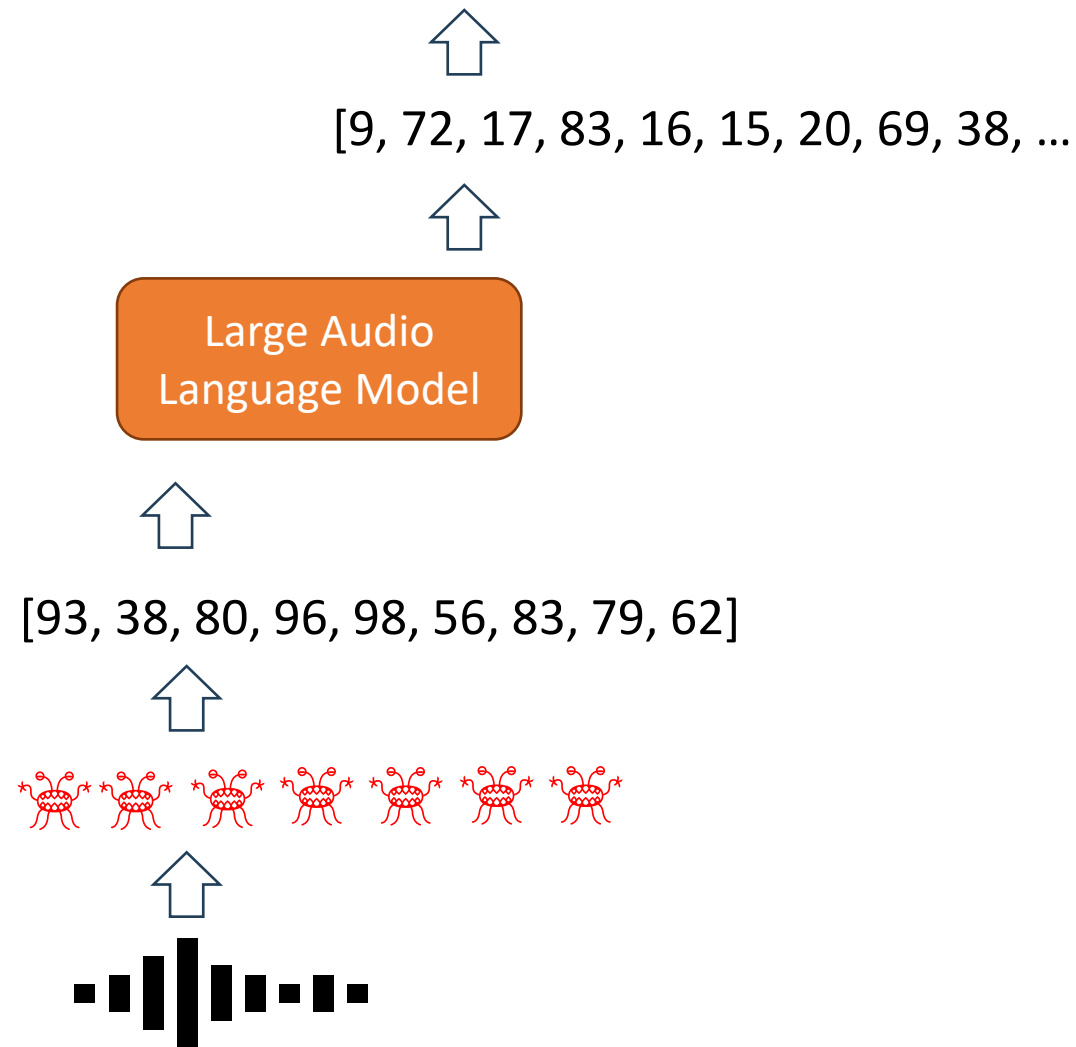 [9, 72, 17, 83, 16, 15, 20, 69, 38, ...
Large Audio
Language Model
[93, 38, 80, 96, 98, 56, 83, 79, 62]